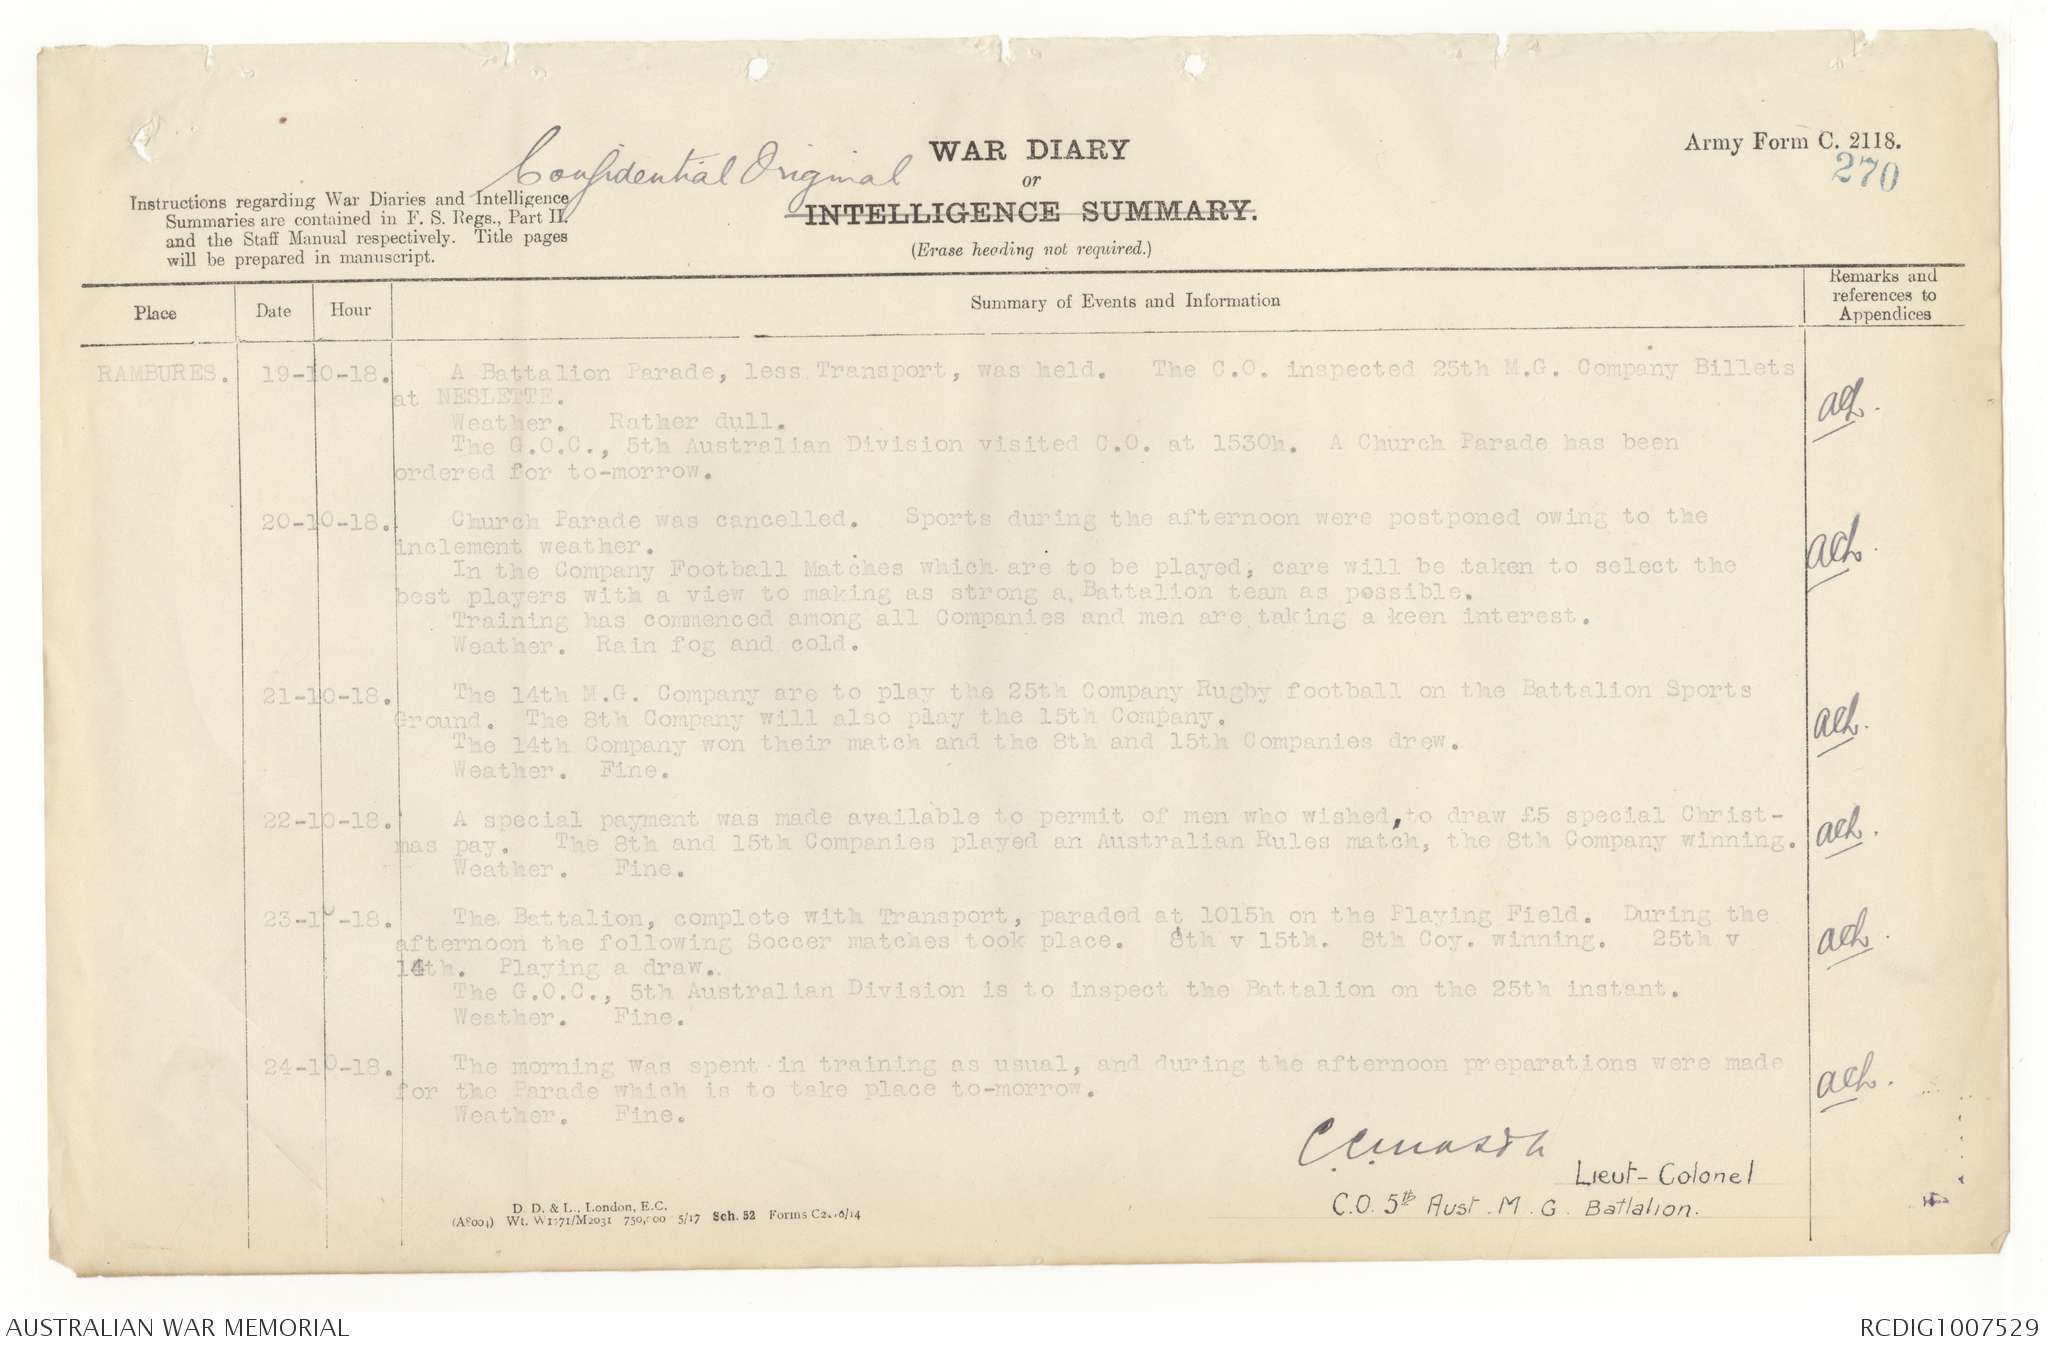 Confidential Original
WAR DIARY
or
INTELLIGENCE SUMMARY.
(Erase heading not required.)
Army Form C. 2118.
270
Instructions regarding War Diaries and Intelligence
Summaries are contained in F. S. Regs., Part II.
and the Staff Manual respectively. Title pages
will be prepared in manuscript.
Place Date Hour Summary of Events and Information
Remarks and
references to
Appendices
RAMBURES. 19-10-18. A Battalion Parade, less Transport, was held. The C.O. inspected 25th M.G. Company Billets
at NESLETTE.
Weather. Rather dull.
The G.O.C., 5th Australian Division visited C.O. at 1530h. A Church Parade has been
ordered for to-morrow.
20-10-18. Church Parade was cancelled. Sports during the afternoon were postponed owing to the
inclement weather.
In the Company Football Matches which are to be played, care will be taken to select the
best players with a view to making as strong a Battalion team as possible.
Training has commenced among all Companies and men are taking a keen interest.
Weather. Rain fog and cold.
21-10-18. The 14th M.G. Company are to play the 25th Company Rugby football on the Battalion Sports
Ground. The 8th Company will also play the 15th Company.
The 14th Company won their match and the 8th and 15th Companies drew.
Weather. Fine.
22-10-18. A special payment was made available to permit of men who wished,to draw £5 special Christ-
mas pay. The 8th and 15th Companies played an Australian Rules match, the 8th Company winning.
Weather. Fine.
23-10-18. The Battalion, complete with Transport, paraded at 1015h on the Playing Field. During the
afternoon the following Soccer matches took place. 8th v 15th. 8th Coy. winning. 25th v
14th. Playing a draw.
The G.O.C., 5th Australian Division is to inspect the Battalion on the 25th instant.
Weather. Fine.
24-10-18. The morning was spent in training as usual, and during the afternoon preparations were made
for the Parade which is to take place to-morrow.
Weather. Fine.
Lieut-Colonel
C.O. 5th Aust. M. G. Battalion.
D. D. & L., London, E.C.
Sch. 52
AUSTRALIAN WAR MEMORIAL
RCDIG1007529